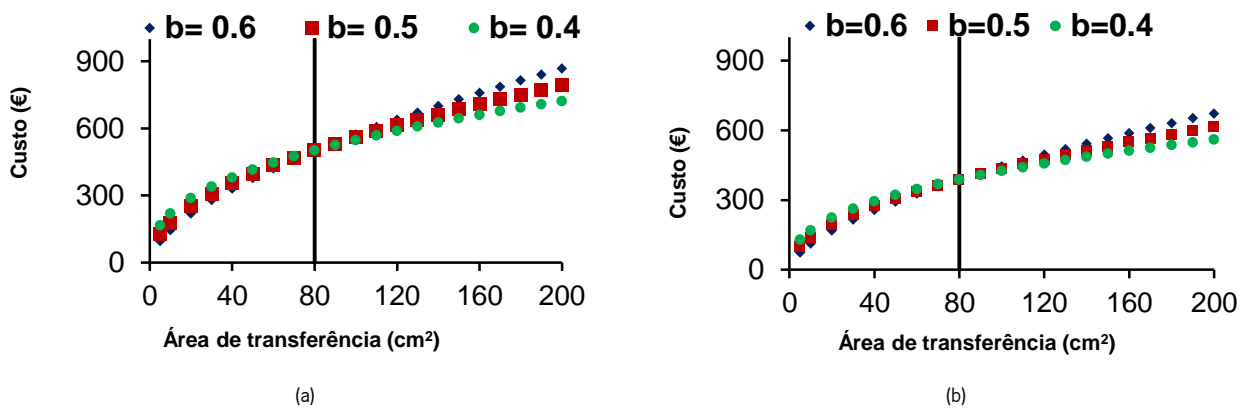 b= 0.6 b= 0.5 b= 0.4
900
600
300
0
Custo (€)
0 40 80 120 160 200
Área de transferência (cm²)
(a)
b=0.6 b=0.5 b=0.4
900
600
300
0
Custo (€)
0 40 80 120 160 200
Área de transferência (cm²)
(b)